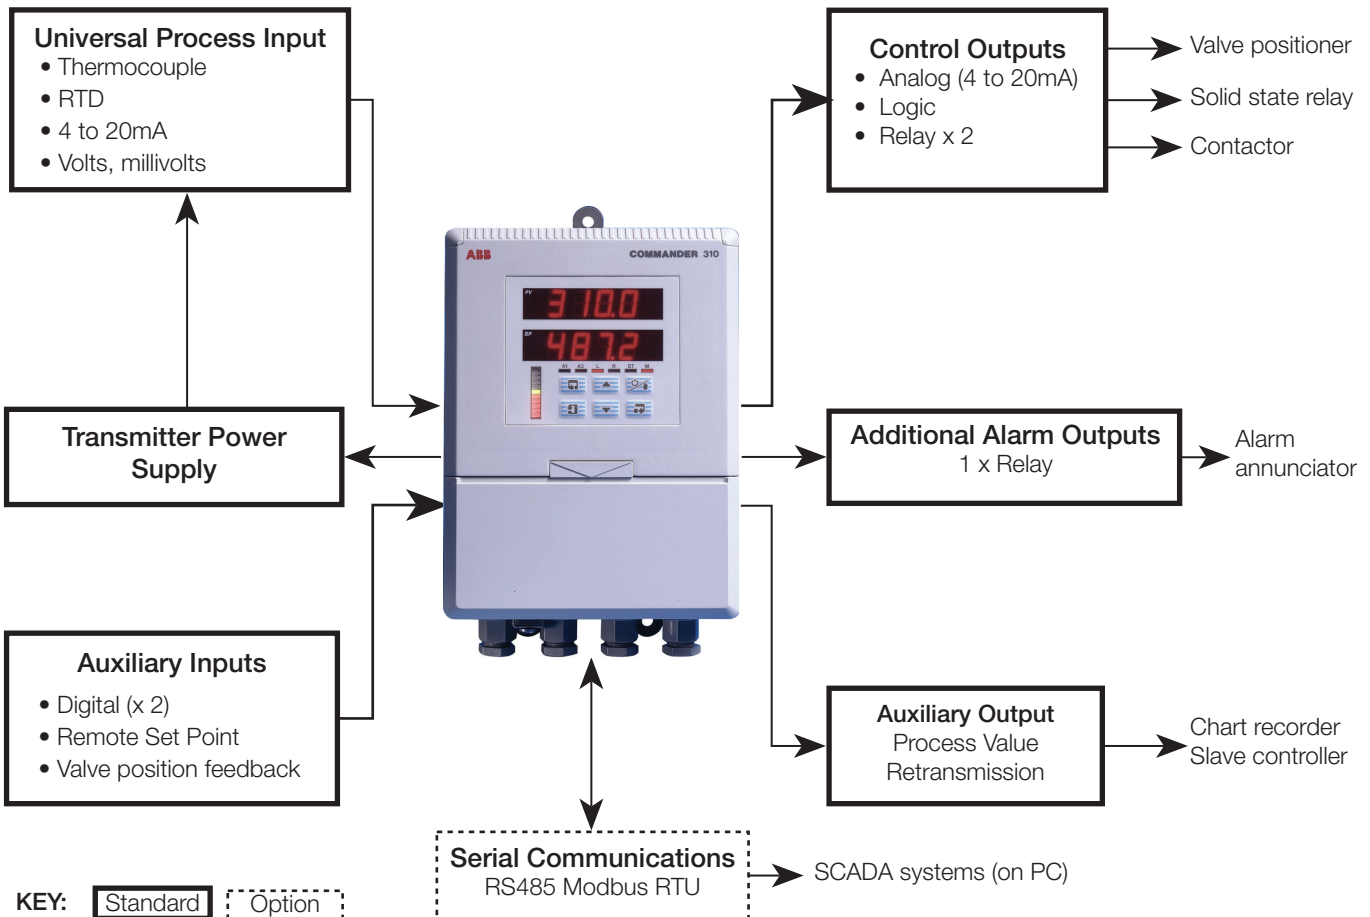 Universal Process Input
• Thermocouple
• RTD
• 4 to 20mA
• Volts, millivolts
Control Outputs
• Analog (4 to 20mA)
• Logic
• Relay x 2
Valve positioner
Solid state relay
Contactor
ABB
COMMANDER 310
PV
310.0
SP
487.2
A1 A2 L R ST M
Transmitter Power
Supply
Additional Alarm Outputs
1 x Relay
Alarm
annunciator
Auxiliary Inputs
• Digital (x 2)
• Remote Set Point
• Valve position feedback
Auxiliary Output
Process Value
Retransmission
Chart recorder
Slave controller
Serial Communications
RS485 Modbus RTU
SCADA systems (on PC)
KEY: Standard Option